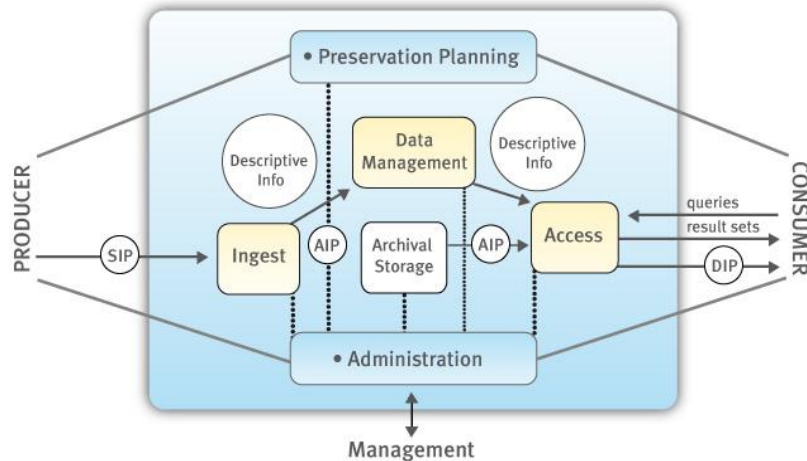 • Preservation Planning
Descriptive
Info
Data
Management
Descriptive
Info
PRODUCER
SIP
Ingest
AIP
Archival
Storage
AIP
Access
queries
result sets
DIP
CONSUMER
• Administration
Management